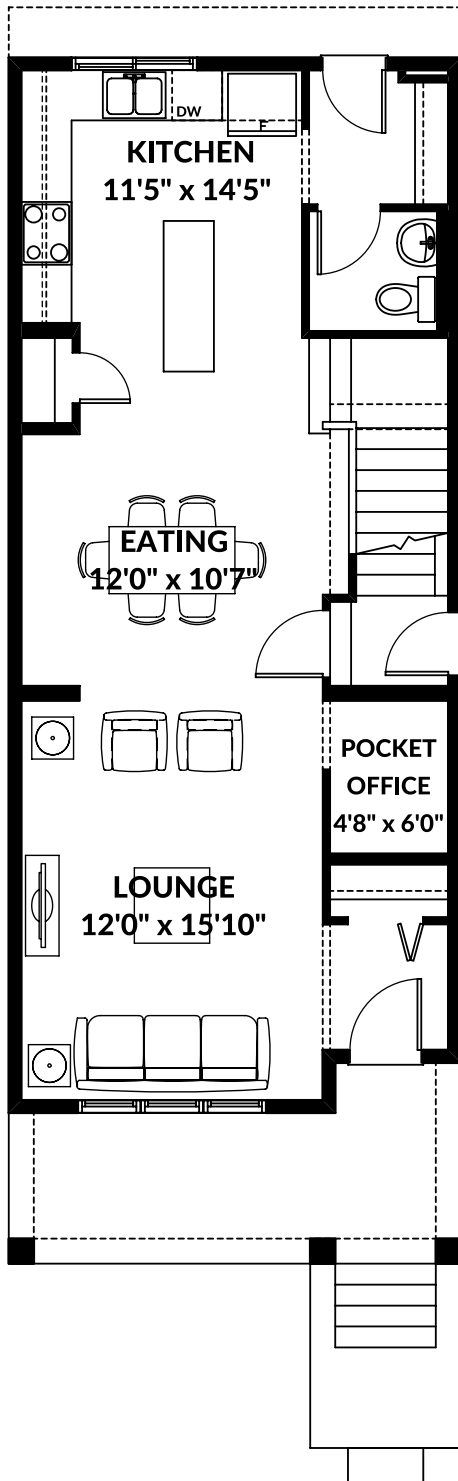 DW
F
KITCHEN
11'5" x 14'5"
EATING
12'0" x 10'7"
POCKET
OFFICE
4'8" x 6'0"
LOUNGE
12'0" x 15'10"